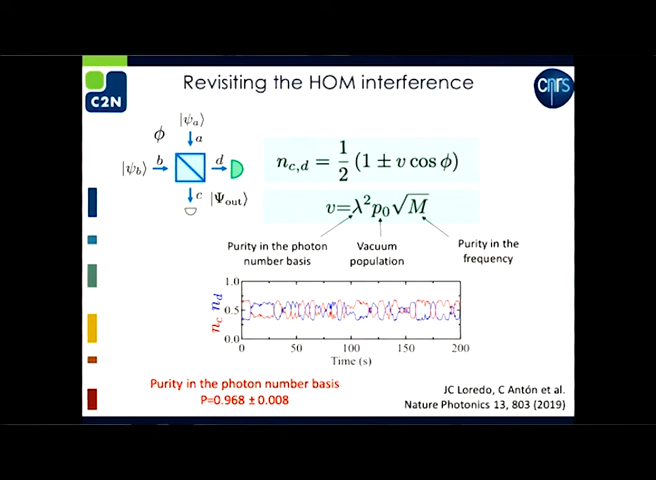 Revisiting the HOM interference
C2N
cnrs
|ψ_a⟩
ϕ
a
|ψ_b⟩ b d
c |Ψ_out⟩
n_{c,d} = 1/2 (1 ± v cos ϕ)
v=λ²p₀√M
Purity in the photon number basis
Vacuum population
Purity in the frequency
n_c n_d
1.0
0.5
0.0
0 50 100 150 200
Time (s)
Purity in the photon number basis
P=0.968 ± 0.008
JC Loredo, C Antón et al.
Nature Photonics 13, 803 (2019)